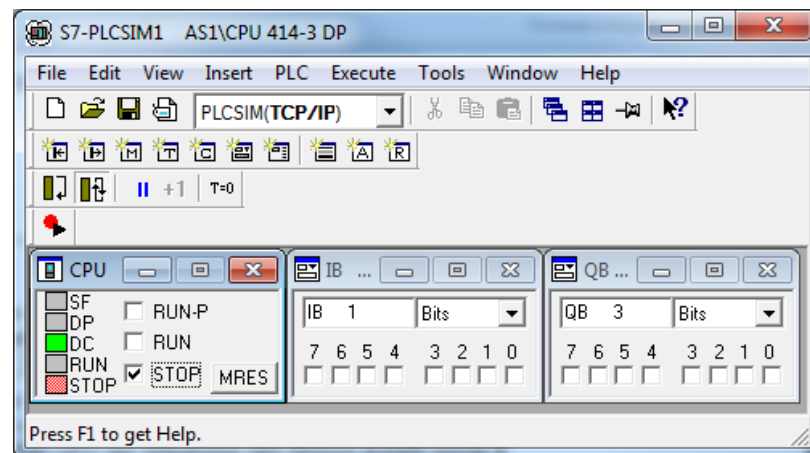 S7-PLCSIM1 AS1\CPU 414-3 DP
File Edit View Insert PLC Execute Tools Window Help
PLCSIM(TCP/IP)
+1 T=0
CPU
SF
DP
DC
RUN
STOP
RUN-P
RUN
STOP MRES
IB ...
IB 1 Bits
7 6 5 4 3 2 1 0
QB ...
QB 3 Bits
7 6 5 4 3 2 1 0
Press F1 to get Help.